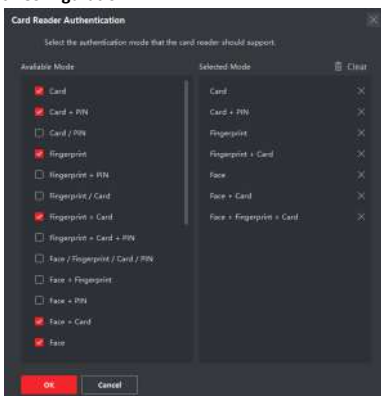 Card Reader Authentication
Select the authentication mode that the card reader should support.
Available Mode
Selected Mode
Clear
Card
Card + PIN
Card / PIN
Fingerprint
Fingerprint + PIN
Fingerprint / Card
Fingerprint + Card
Fingerprint + Card + PIN
Face / Fingerprint / Card / PIN
Face + Fingerprint
Face + PIN
Face + Card
Face
Card
Card + PIN
Fingerprint
Fingerprint + Card
Face
Face + Card
Face + Fingerprint + Card
OK
Cancel